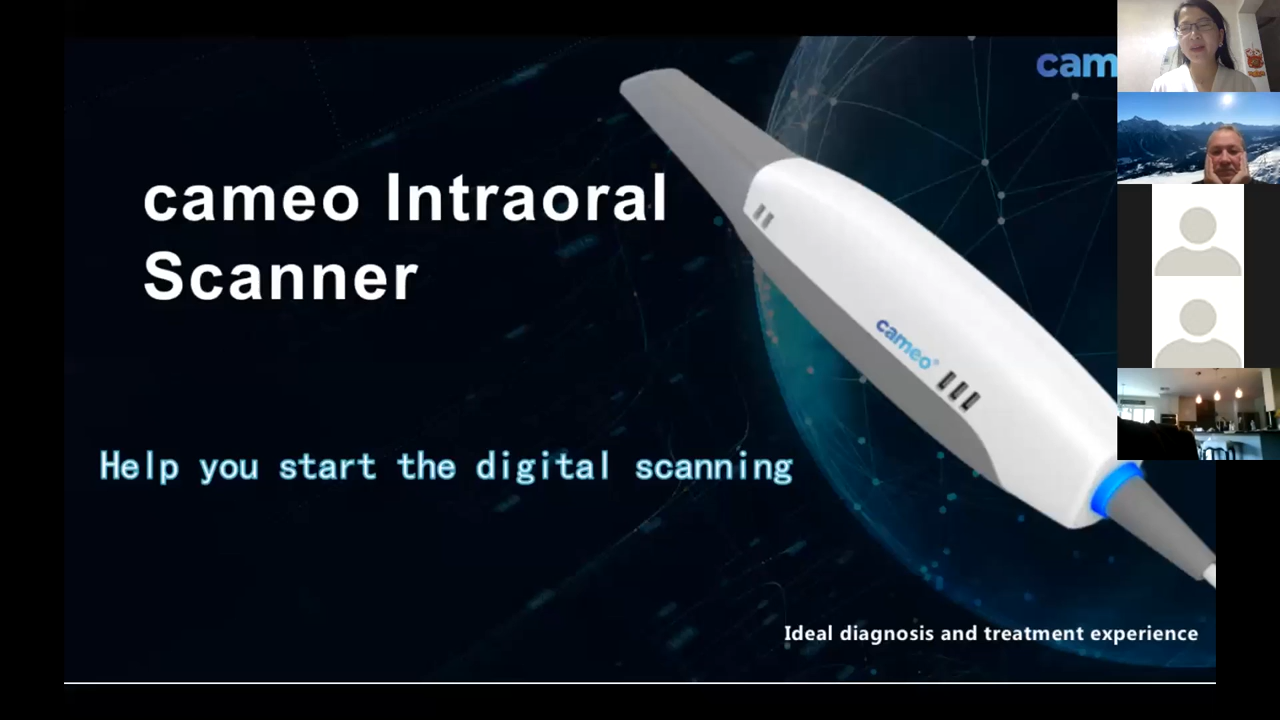 cam
cameo Intraoral
Scanner
cameo®
Help you start the digital scanning
Ideal diagnosis and treatment experience